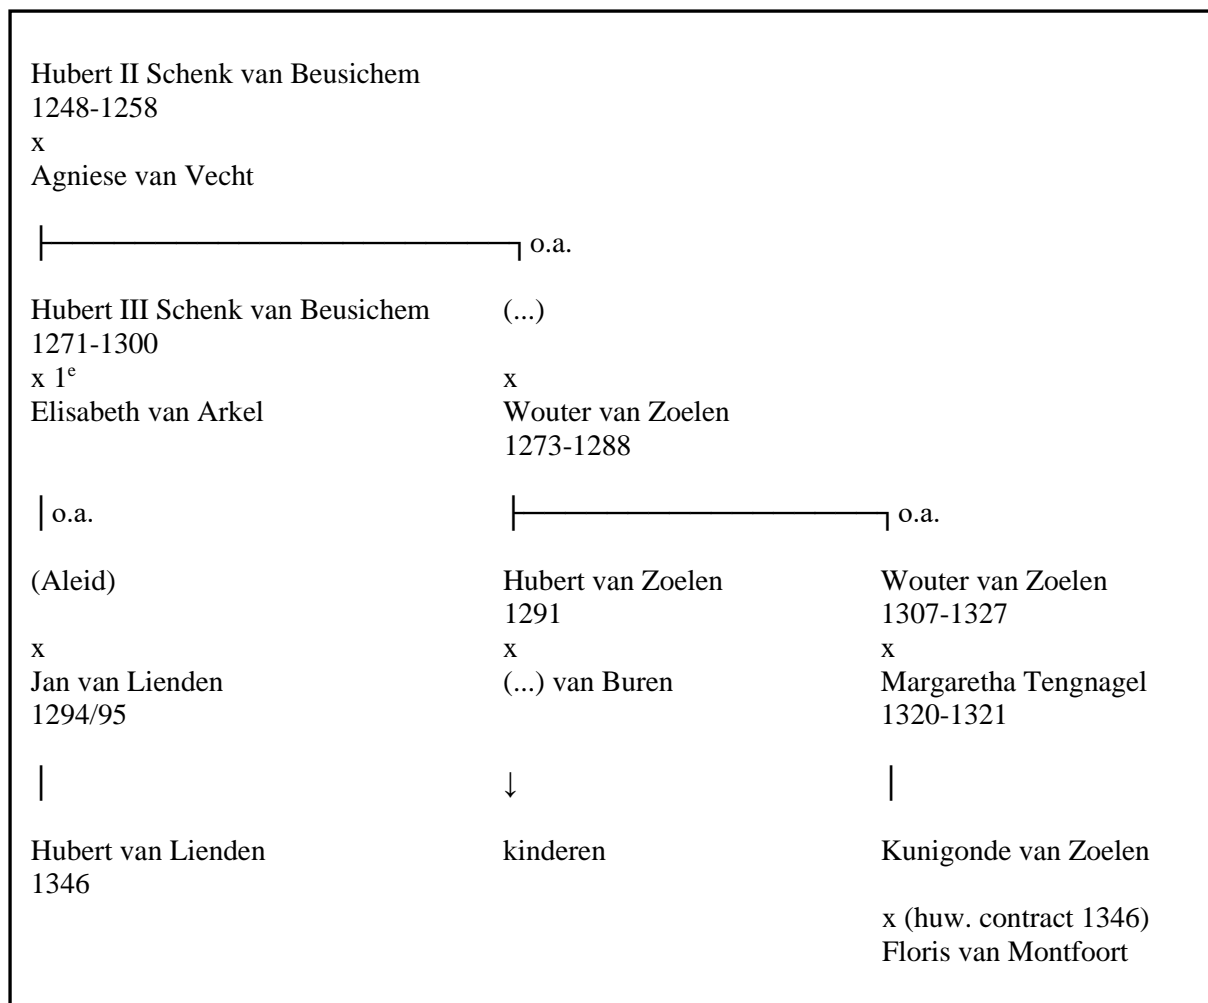 Hubert II Schenk van Beusichem
1248-1258
x
Agniese van Vecht
o.a.
Hubert III Schenk van Beusichem (...)
1271-1300
x 1e x
Elisabeth van Arkel Wouter van Zoelen
1273-1288
o.a. o.a.
(Aleid) Hubert van Zoelen Wouter van Zoelen
1291 1307-1327
x x x
Jan van Lienden (...) van Buren Margaretha Tengnagel
1294/95 1320-1321
↓
Hubert van Lienden kinderen Kunigonde van Zoelen
1346
x (huw. contract 1346)
Floris van Montfoort